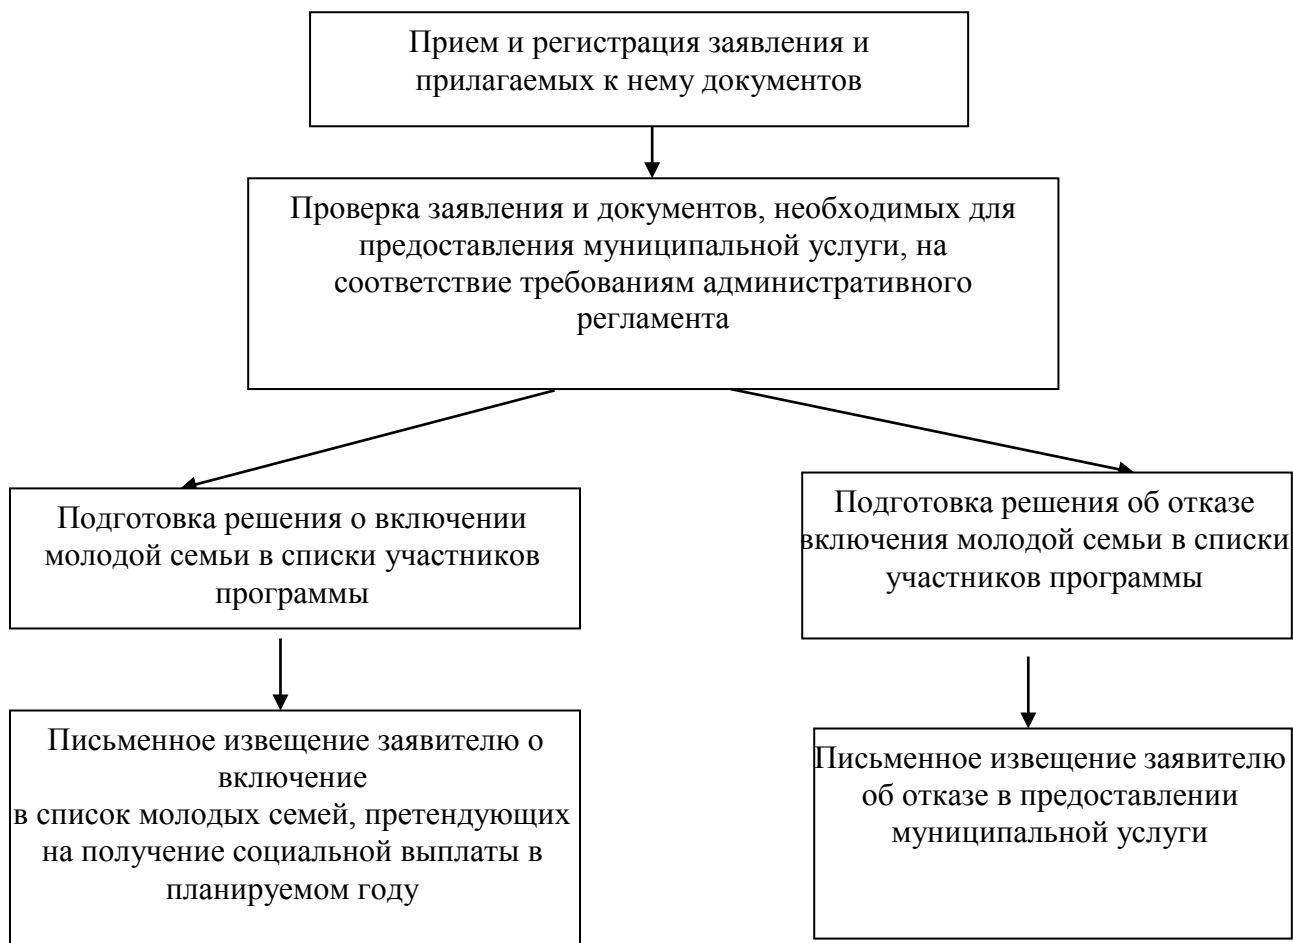 Прием и регистрация заявления и
прилагаемых к нему документов
Проверка заявления и документов, необходимых для
предоставления муниципальной услуги, на
соответствие требованиям административного
регламента
Подготовка решения о включении
молодой семьи в списки участников
программы
Подготовка решения об отказе
включения молодой семьи в списки
участников программы
Письменное извещение заявителю о
включение
в список молодых семей, претендующих
на получение социальной выплаты в
планируемом году
Письменное извещение заявителю
об отказе в предоставлении
муниципальной услуги